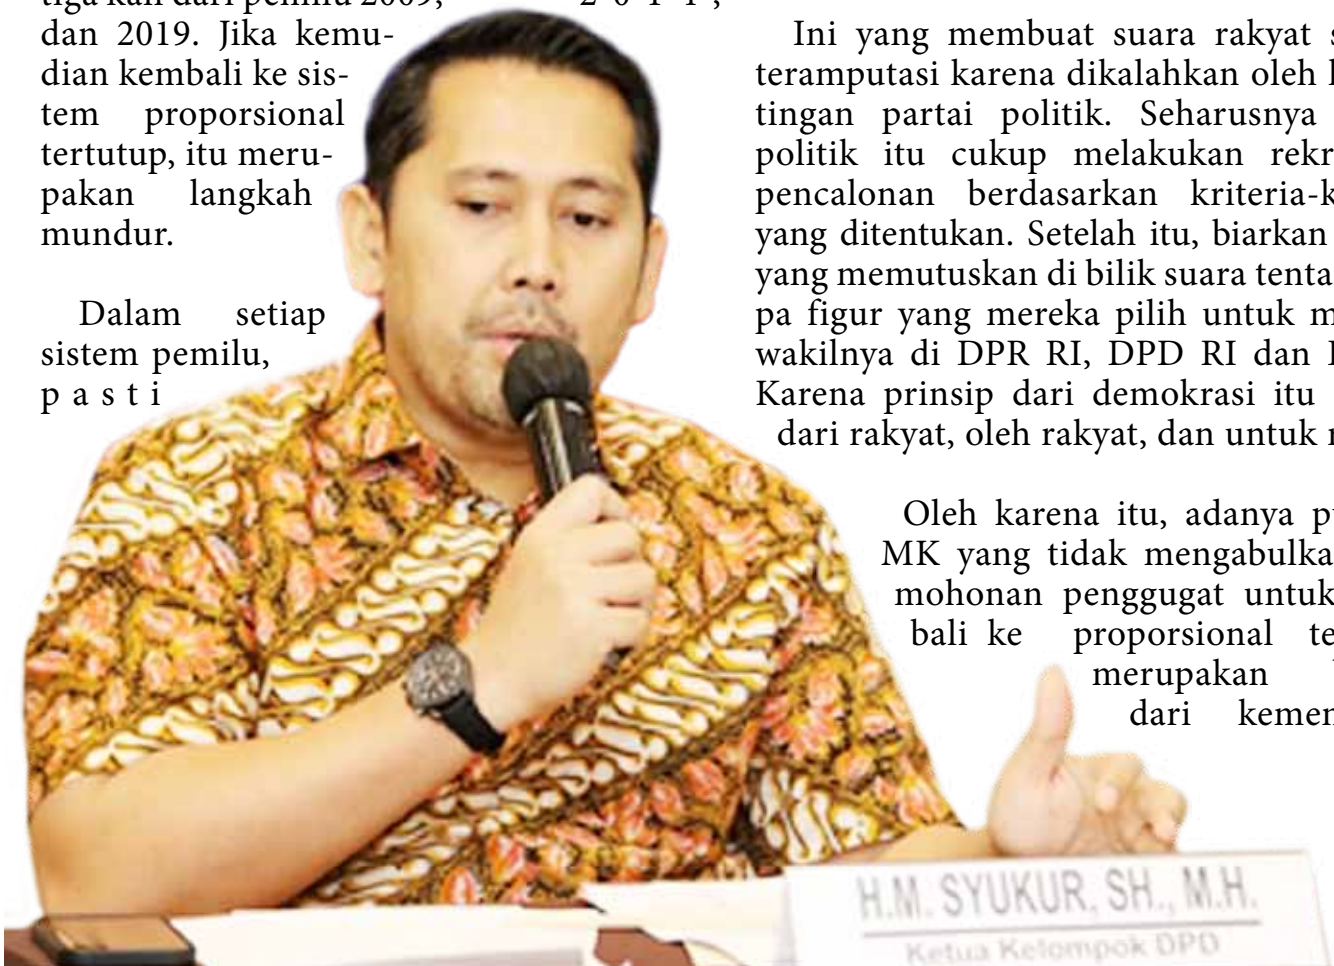 dan 2019. Jika kemu-
dian kembali ke sis-
tem proporsional
tertutup, itu meru-
pakan langkah
mundur.
Dalam setiap
sistem pemilu,
p a s t i
Ini yang membuat suara rakyat
teramputasi karena dikalahkan oleh
tingan partai politik. Seharusnya
politik itu cukup melakukan
pencalonan berdasarkan
yang ditentukan. Setelah itu, biarkan
yang memutuskan di bilik suara
pa figur yang mereka pilih untuk
wakilnya di DPR RI, DPD RI dan
Karena prinsip dari demokrasi itu
dari rakyat, oleh rakyat, dan untuk
Oleh karena itu, adanya
MK yang tidak
mohonan penggugat untuk
bali ke proporsional
merupakan
dari
H.M. SYUKUR, SH., M.H.
Ketua Kelompok DPD